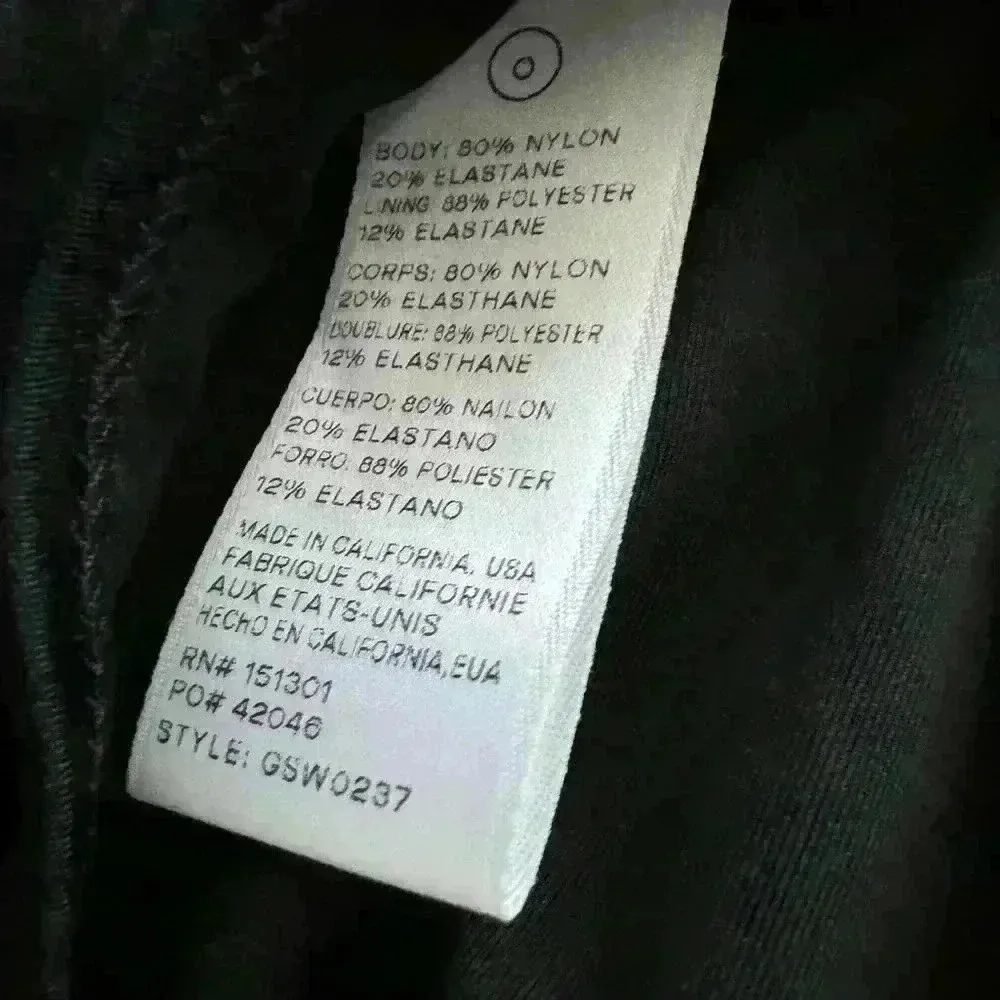 BODY: 80% NYLON
20% ELASTANE
LINING: 88% POLYESTER
12% ELASTANE
CORPS: 80% NYLON
20% ELASTHANE
DOUBLURE: 88% POLYESTER
12% ELASTHANE
CUERPO: 80% NAILON
20% ELASTANO
FORRO: 88% POLIESTER
12% ELASTANO
MADE IN CALIFORNIA, USA
FABRIQUE CALIFORNIE
AUX ETATS-UNIS
HECHO EN CALIFORNIA,EUA
RN# 151301
PO# 42046
STYLE: GSW0237